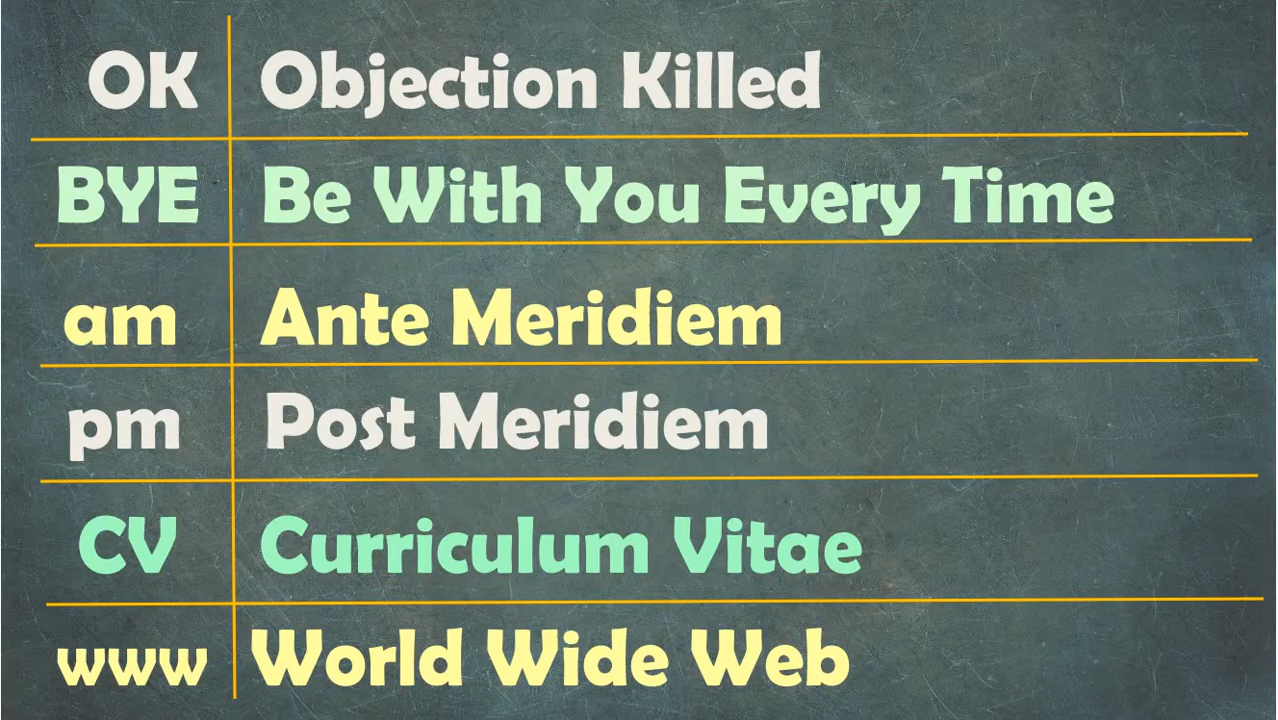 OK Objection Killed
BYE Be With You Every Time
am Ante Meridiem
pm Post Meridiem
CV Curriculum Vitae
www World Wide Web